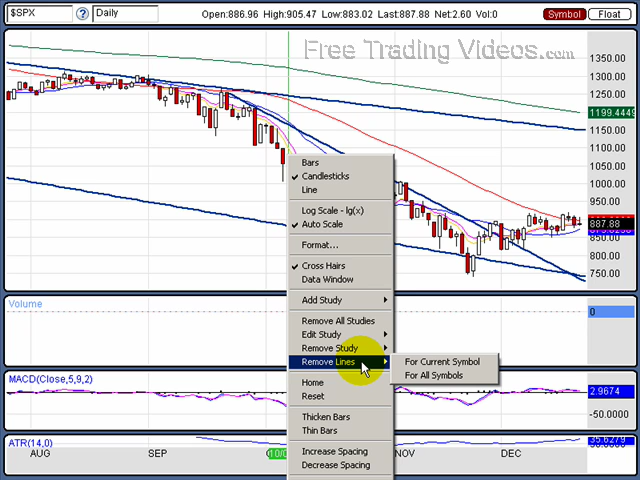 $SPX
?
Daily
Open:886.96 High:905.47 Low:883.02 Last:887.88 Net:2.60 Vol:0
Symbol
Float
Free Trading Videos.com
1350.00
1300.00
1250.00
1199.4449
1150.00
1100.00
1050.00
1000.00
950.00
887.88
850.00
800.00
750.00
Bars
Candlesticks
Line
Log Scale - lg(x)
Auto Scale
Format...
Cross Hairs
Data Window
Add Study
Remove All Studies
Edit Study
Remove Study
Remove Lines
For Current Symbol
For All Symbols
Home
Reset
Thicken Bars
Thin Bars
Increase Spacing
Decrease Spacing
Volume
0
MACD(Close,5,9,2)
2.9674
-50.0000
ATR(14,0)
35.6279
AUG
SEP
NOV
DEC